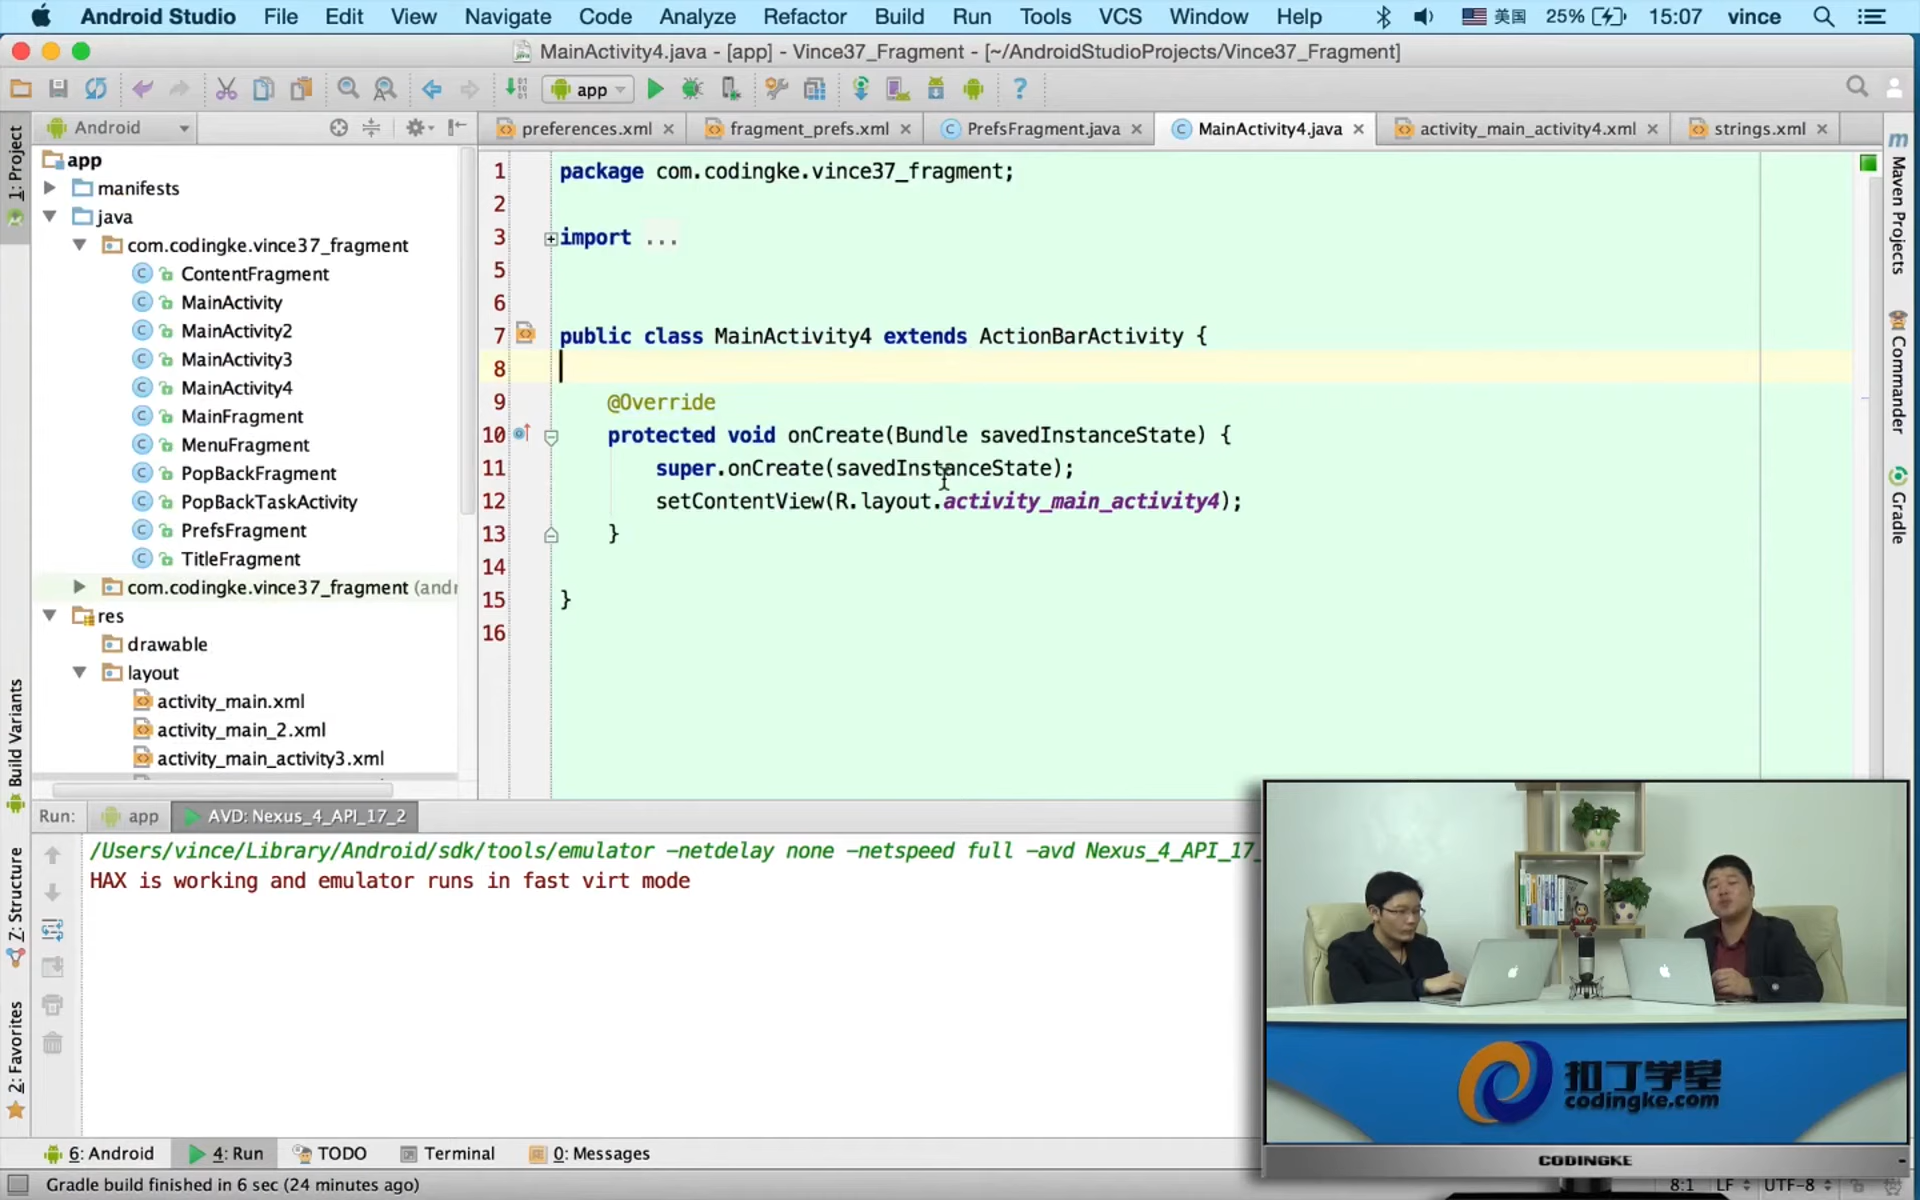 Android Studio File Edit View Navigate Code Analyze Refactor Build Run Tools VCS Window Help 美国 25% 15:07 vince
MainActivity4.java - [app] - Vince37_Fragment - [~/AndroidStudioProjects/Vince37_Fragment]
app
Android
preferences.xml fragment_prefs.xml PrefsFragment.java MainActivity4.java activity_main_activity4.xml strings.xml
1: Project
app
manifests
java
com.codingke.vince37_fragment
ContentFragment
MainActivity
MainActivity2
MainActivity3
MainActivity4
MainFragment
MenuFragment
PopBackFragment
PopBackTaskActivity
PrefsFragment
TitleFragment
com.codingke.vince37_fragment (andr
res
drawable
layout
activity_main.xml
activity_main_2.xml
activity_main_activity3.xml
1 package com.codingke.vince37_fragment;
2
3 import ...
5
6
7 public class MainActivity4 extends ActionBarActivity {
8
9 @Override
10 protected void onCreate(Bundle savedInstanceState) {
11 super.onCreate(savedInstanceState);
12 setContentView(R.layout.activity_main_activity4);
13 }
14
15 }
16
Maven Projects
Commander
Gradle
Build Variants
Z: Structure
2: Favorites
Run: app AVD: Nexus_4_API_17_2
/Users/vince/Library/Android/sdk/tools/emulator -netdelay none -netspeed full -avd Nexus_4_API_17_
HAX is working and emulator runs in fast virt mode
扣丁学堂
codingke.com
CODINGKE
6: Android 4: Run TODO Terminal 0: Messages
Gradle build finished in 6 sec (24 minutes ago) 8:1 LF UTF-8